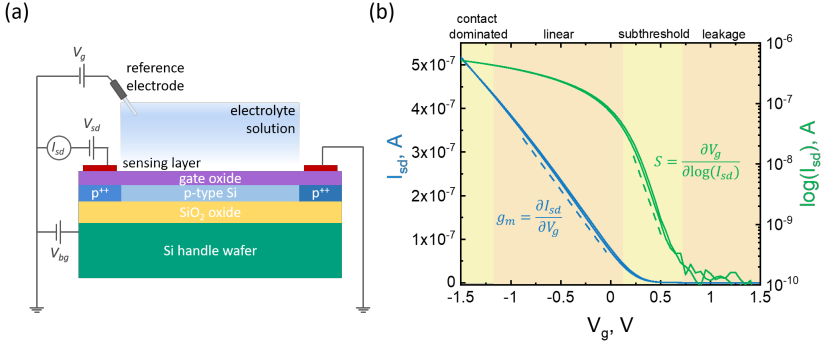 (a)
V_g
reference
electrode
electrolyte
solution
V_sd
I_sd
sensing layer
gate oxide
p⁺⁺
p-type Si
p⁺⁺
SiO₂ oxide
V_bg
Si handle wafer
(b)
contact
dominated
linear
subthreshold
leakage
5x10⁻⁷
4x10⁻⁷
3x10⁻⁷
2x10⁻⁷
1x10⁻⁷
0
I_sd, A
g_m = ∂I_sd / ∂V_g
S = ∂V_g / ∂log(I_sd)
10⁻⁶
10⁻⁷
10⁻⁸
10⁻⁹
10⁻¹⁰
log(I_sd), A
-1.5 -1 -0.5 0 0.5 1 1.5
V_g, V